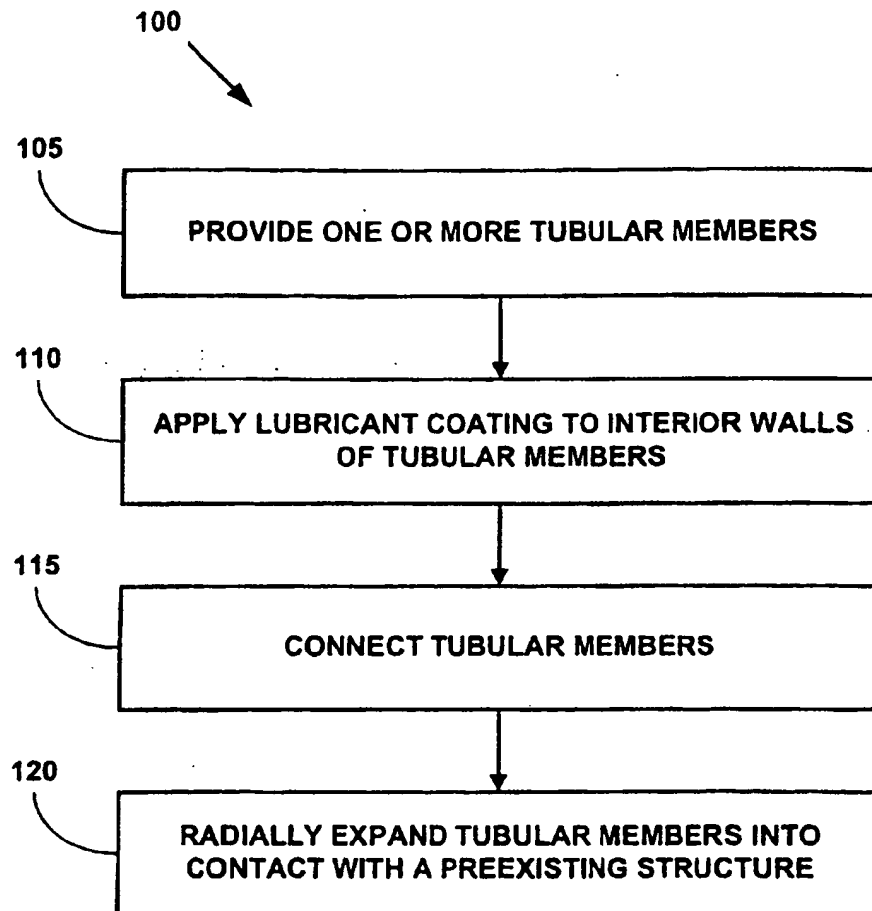 100
105
PROVIDE ONE OR MORE TUBULAR MEMBERS
110
APPLY LUBRICANT COATING TO INTERIOR WALLS
OF TUBULAR MEMBERS
115
CONNECT TUBULAR MEMBERS
120
RADIALLY EXPAND TUBULAR MEMBERS INTO
CONTACT WITH A PREEXISTING STRUCTURE